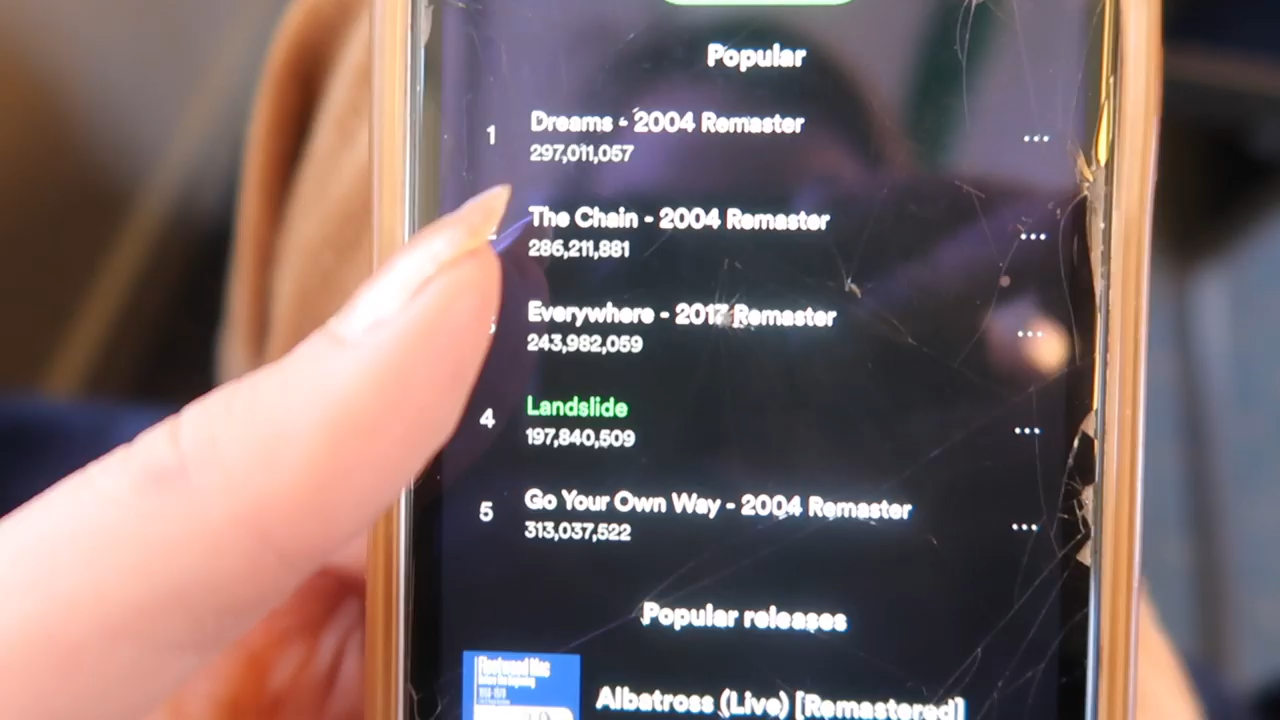 Popular
1
Dreams - 2004 Remaster
297,011,057
The Chain - 2004 Remaster
286,211,881
Everywhere - 2017 Remaster
243,982,059
4
Landslide
197,840,509
5
Go Your Own Way - 2004 Remaster
313,037,522
Popular releases
Fleetwood Mac
Albatross (Live) [Remastered]